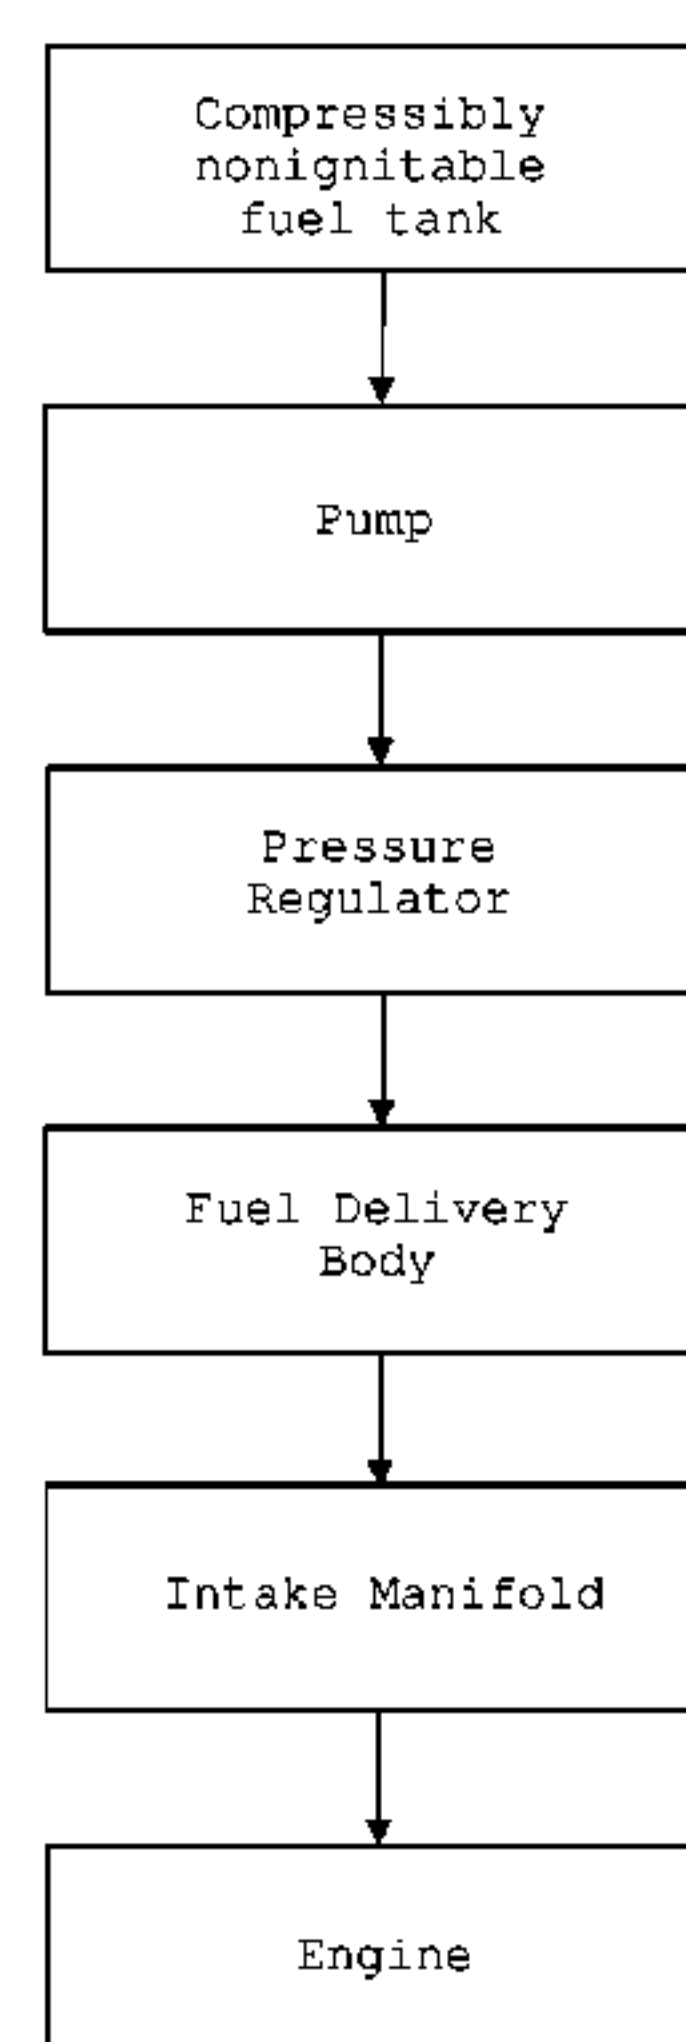 Compressibly
nonignitable
fuel tank
Pump
Pressure
Regulator
Fuel Delivery
Body
Intake Manifold
Engine